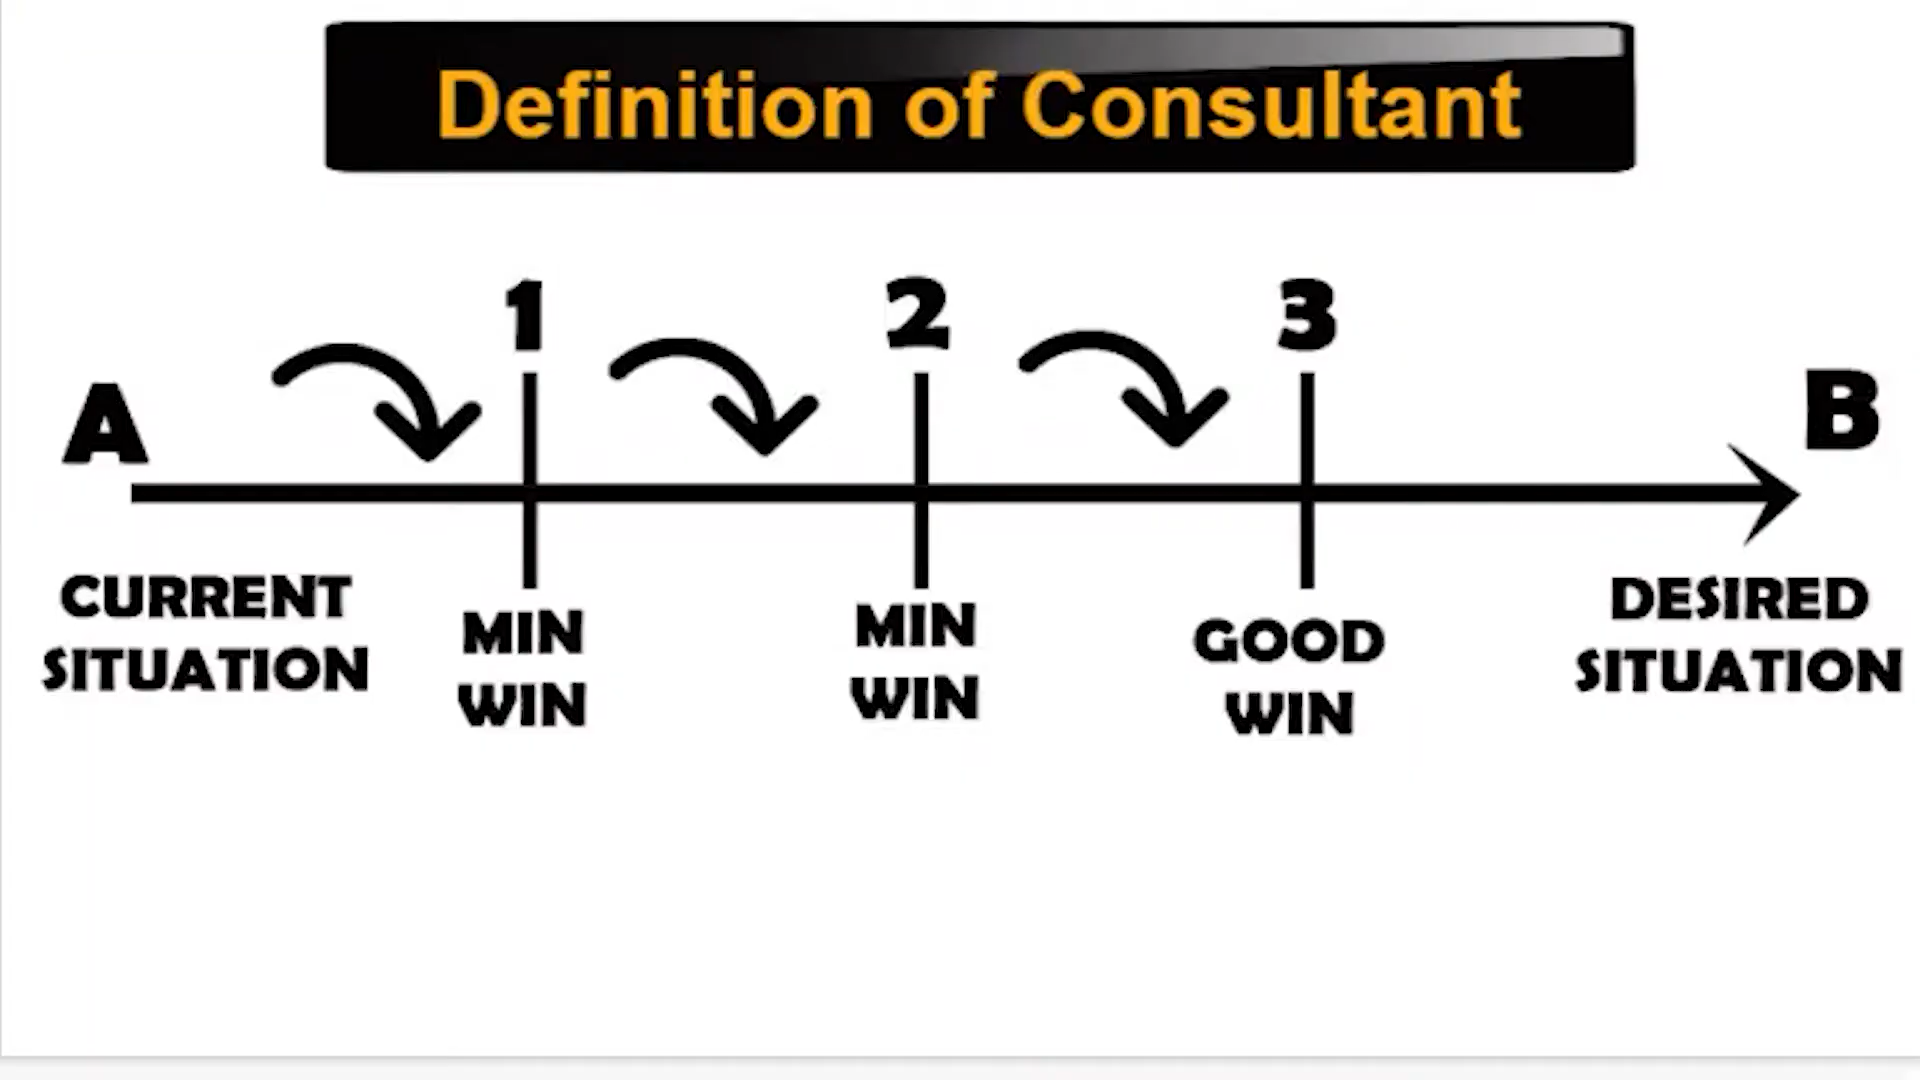 Definition of Consultant
1
2
3
A
B
CURRENT
SITUATION
MIN
WIN
MIN
WIN
GOOD
WIN
DESIRED
SITUATION